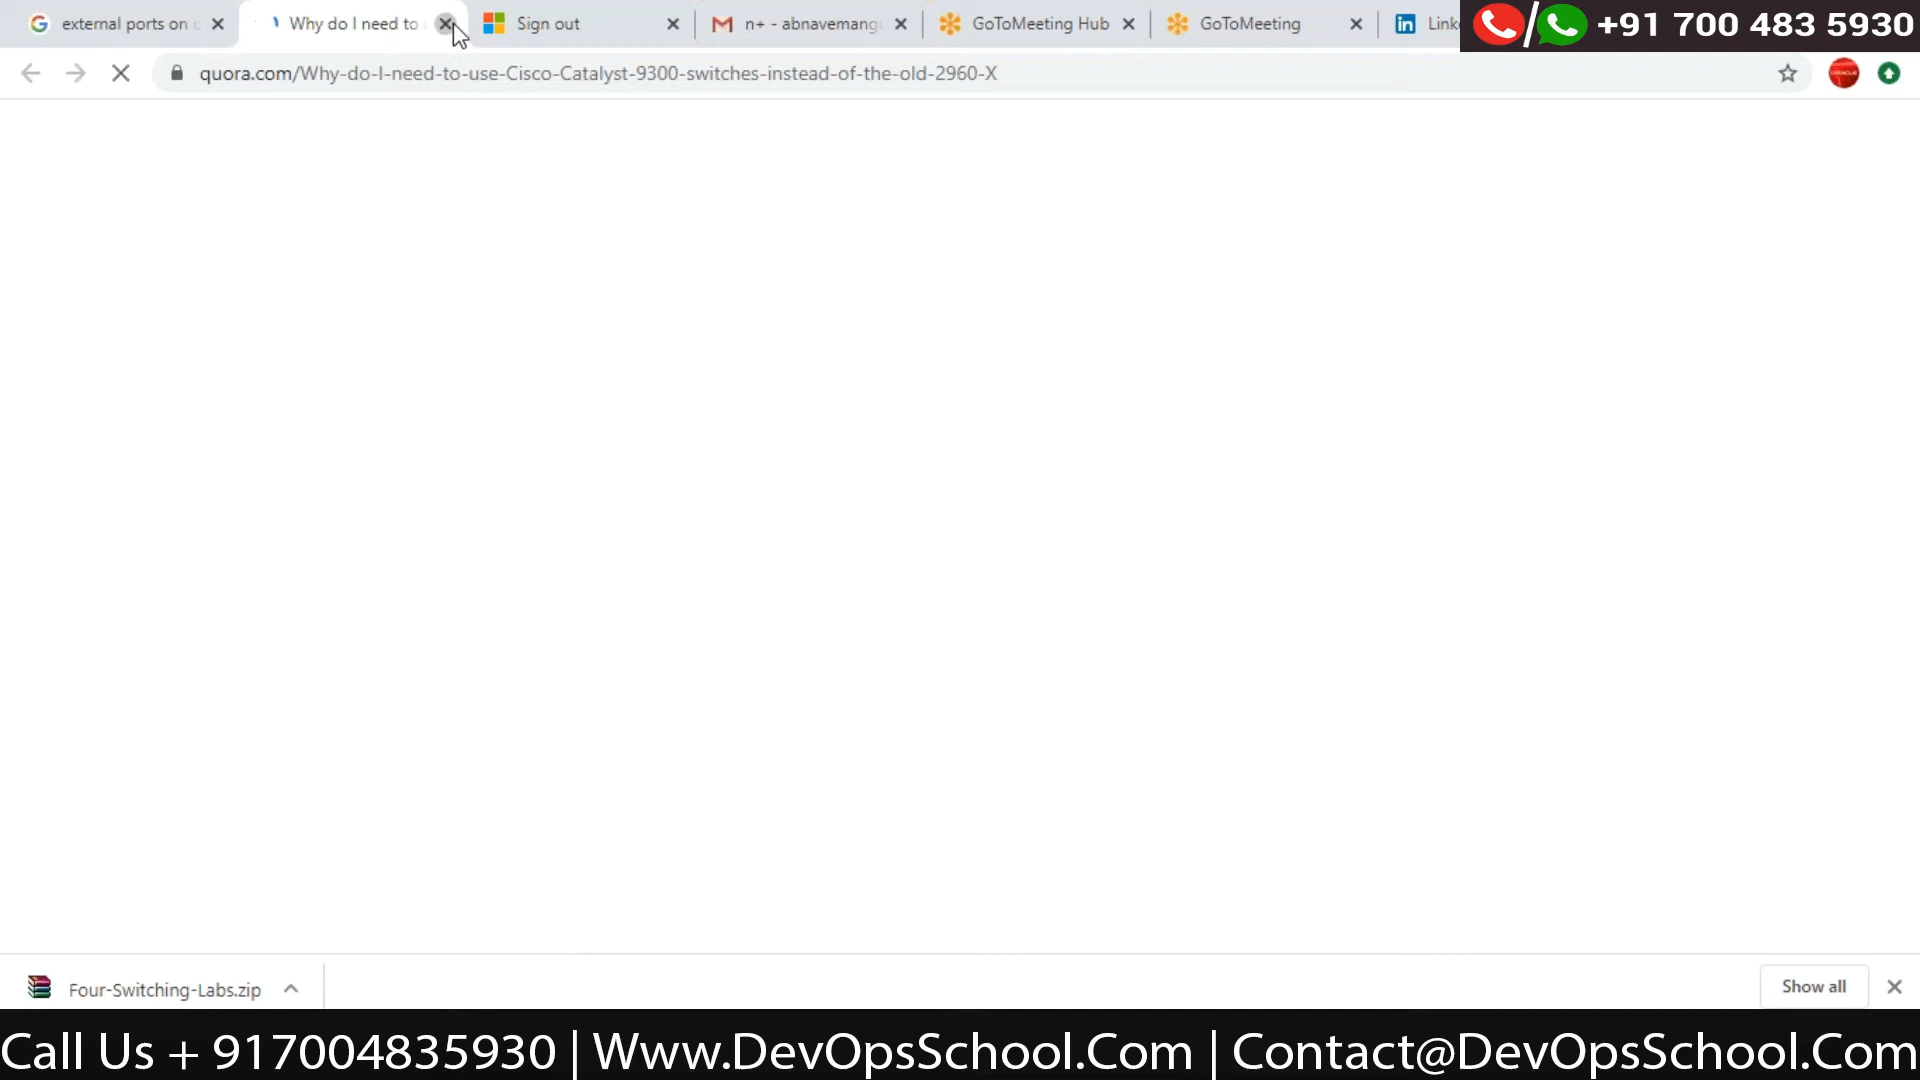 external ports on c
Why do I need to
Sign out
n+ - abnavemang
GoToMeeting Hub
GoToMeeting
Link
+91 700 483 5930
quora.com/Why-do-I-need-to-use-Cisco-Catalyst-9300-switches-instead-of-the-old-2960-X
Four-Switching-Labs.zip
Show all
Call Us + 917004835930 | Www.DevOpsSchool.Com | Contact@DevOpsSchool.Com